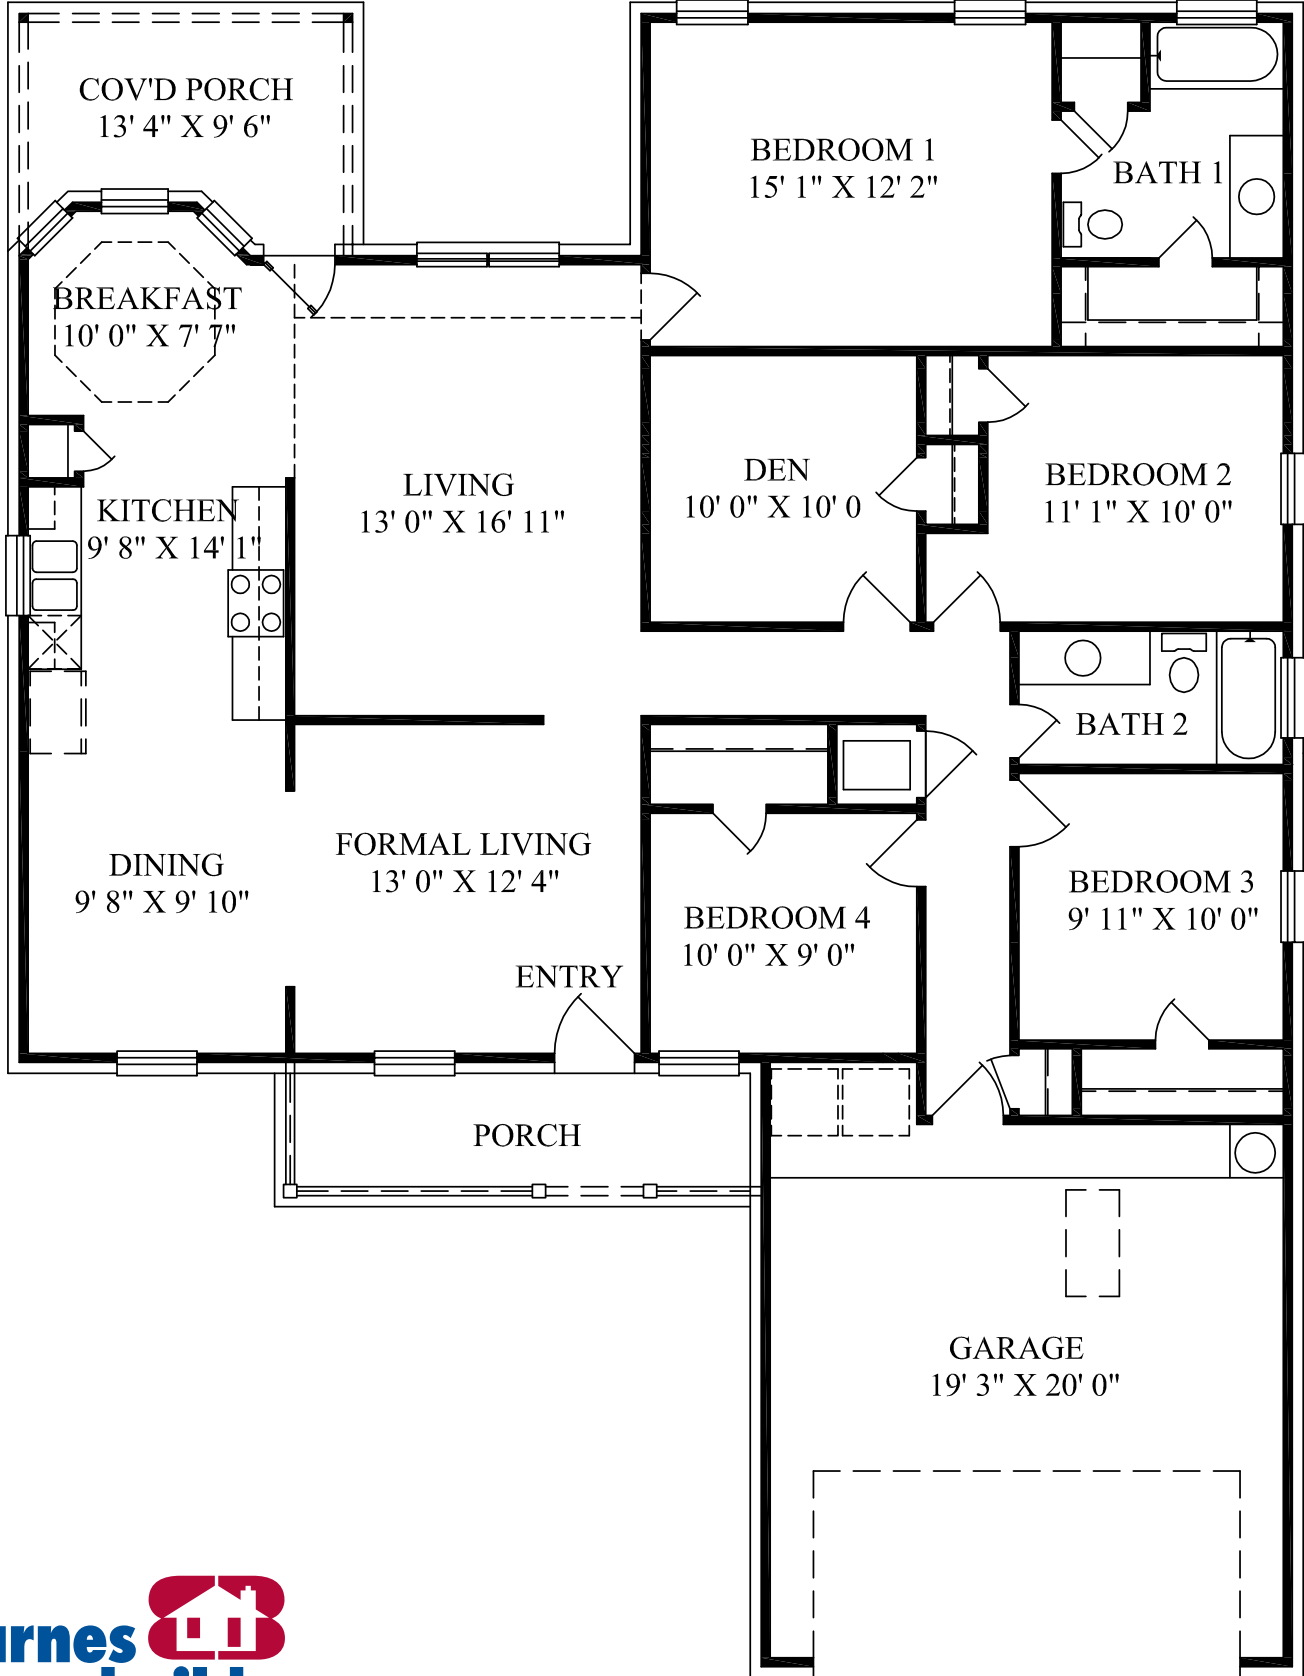 COV'D PORCH
13' 4" X 9' 6"
BEDROOM 1
15' 1" X 12' 2"
BATH 1
BREAKFAST
10' 0" X 7' 7"
LIVING
13' 0" X 16' 11"
DEN
10' 0" X 10' 0
BEDROOM 2
11' 1" X 10' 0"
KITCHEN
9' 8" X 14' 1"
BATH 2
FORMAL LIVING
13' 0" X 12' 4"
DINING
9' 8" X 9' 10"
BEDROOM 3
9' 11" X 10' 0"
BEDROOM 4
10' 0" X 9' 0"
ENTRY
PORCH
GARAGE
19' 3" X 20' 0"